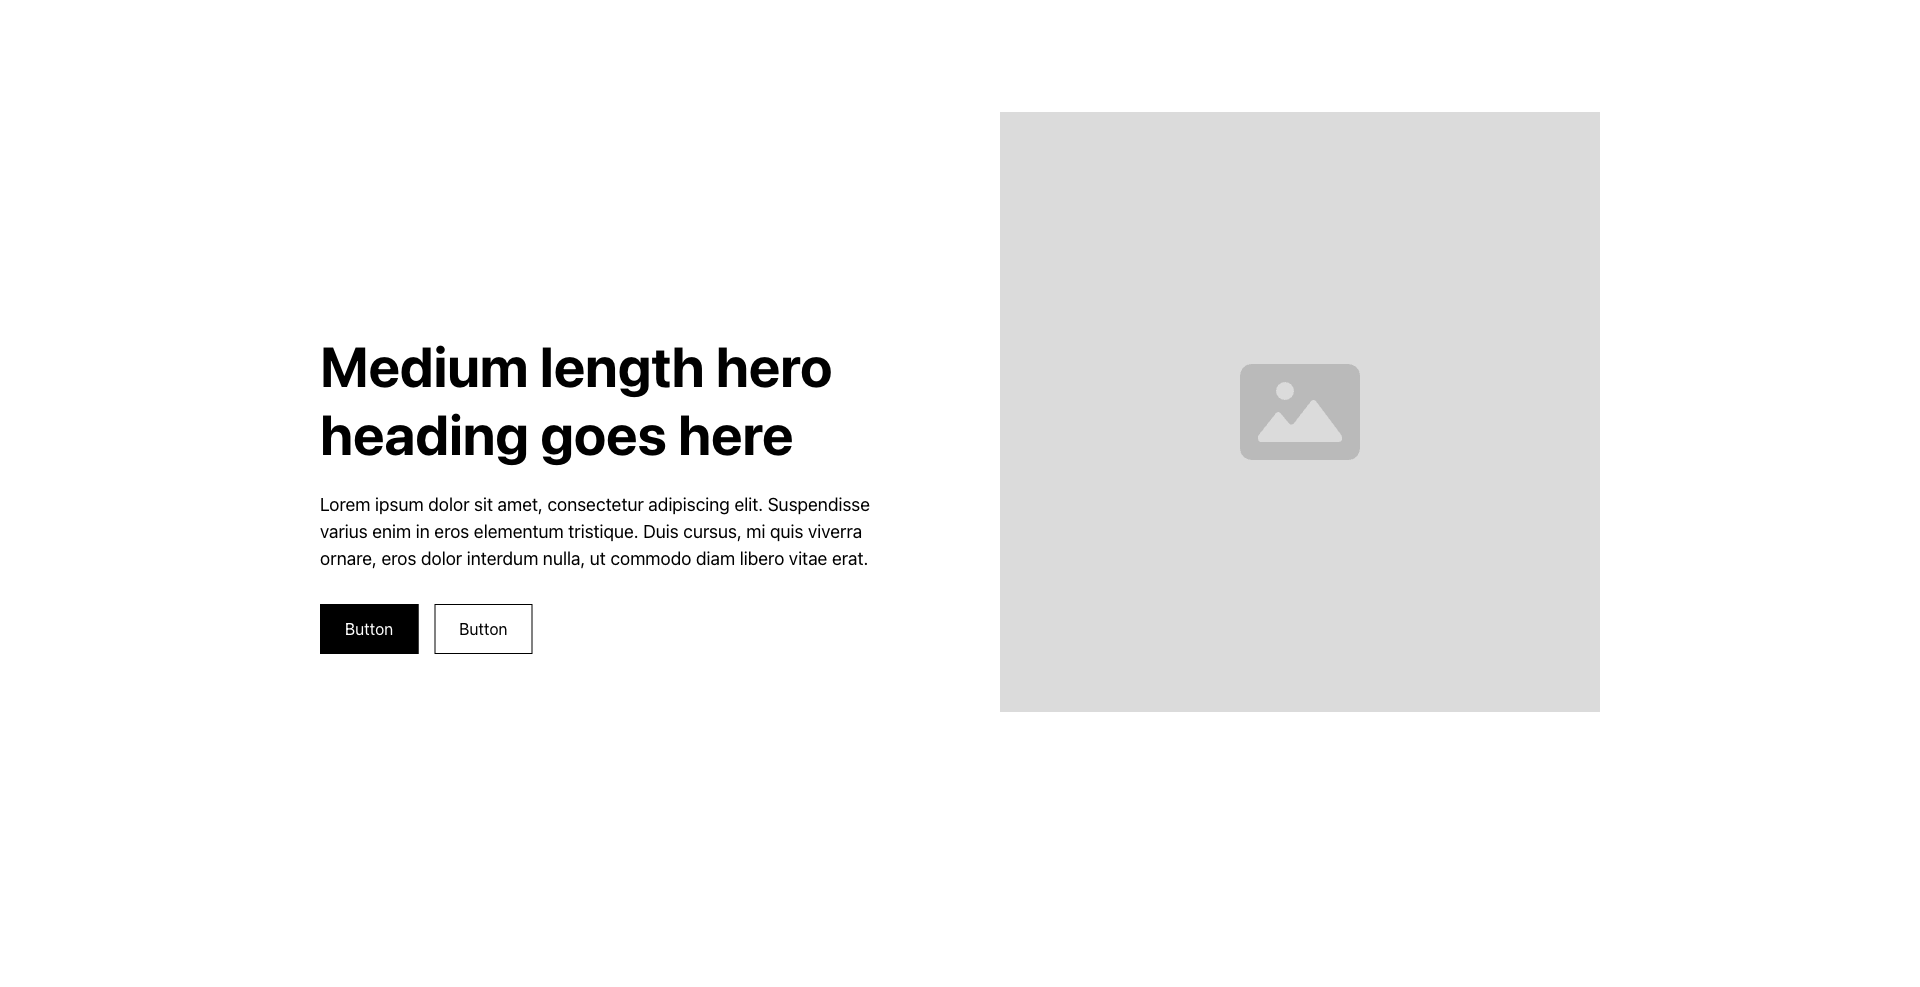 Medium length hero
heading goes here
Lorem ipsum dolor sit amet, consectetur adipiscing elit. Suspendisse
varius enim in eros elementum tristique. Duis cursus, mi quis viverra
ornare, eros dolor interdum nulla, ut commodo diam libero vitae erat.
Button Button